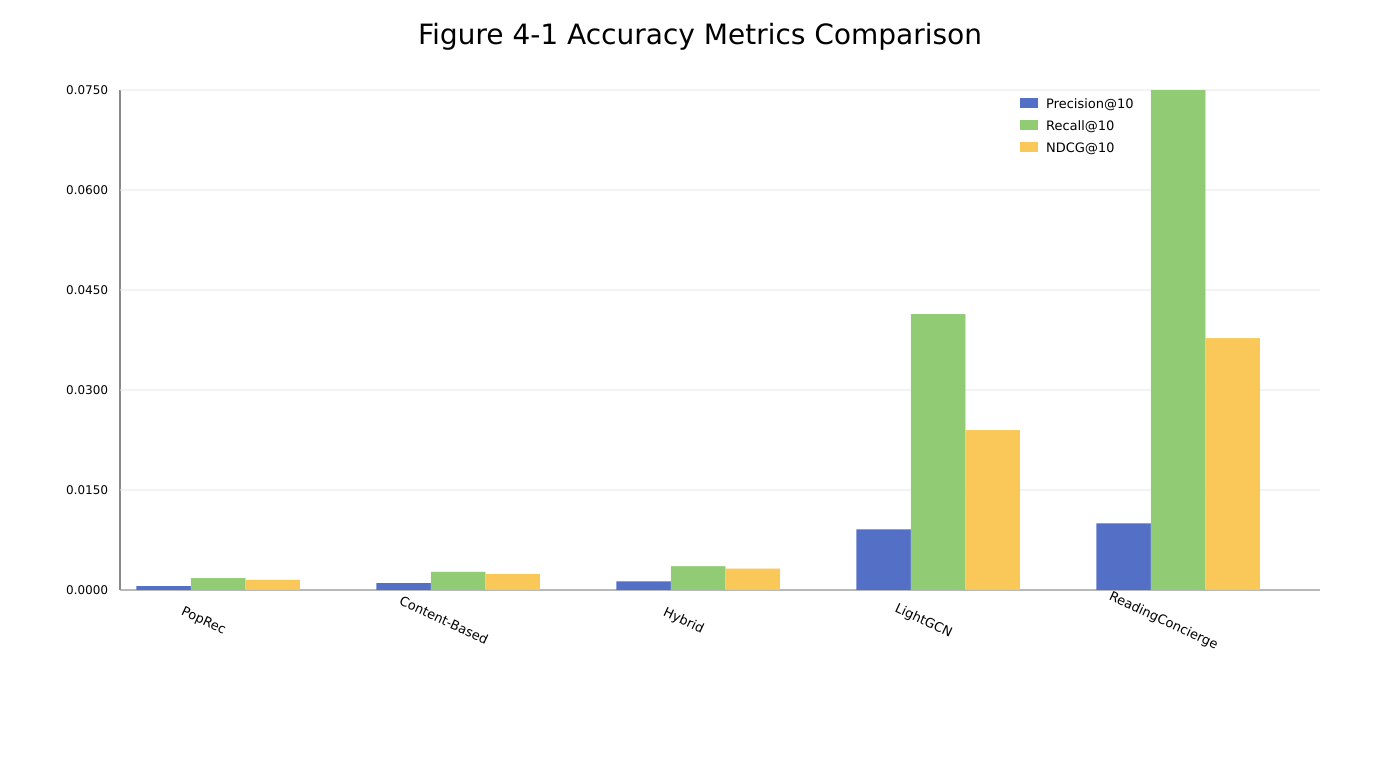 Figure 4-1 Accuracy Metrics Comparison
0.0750
Precision@10
Recall@10
NDCG@10
0.0600
0.0450
0.0300
0.0150
0.0000
PopRec
Content-Based
Hybrid
LightGCN
ReadingConcierge